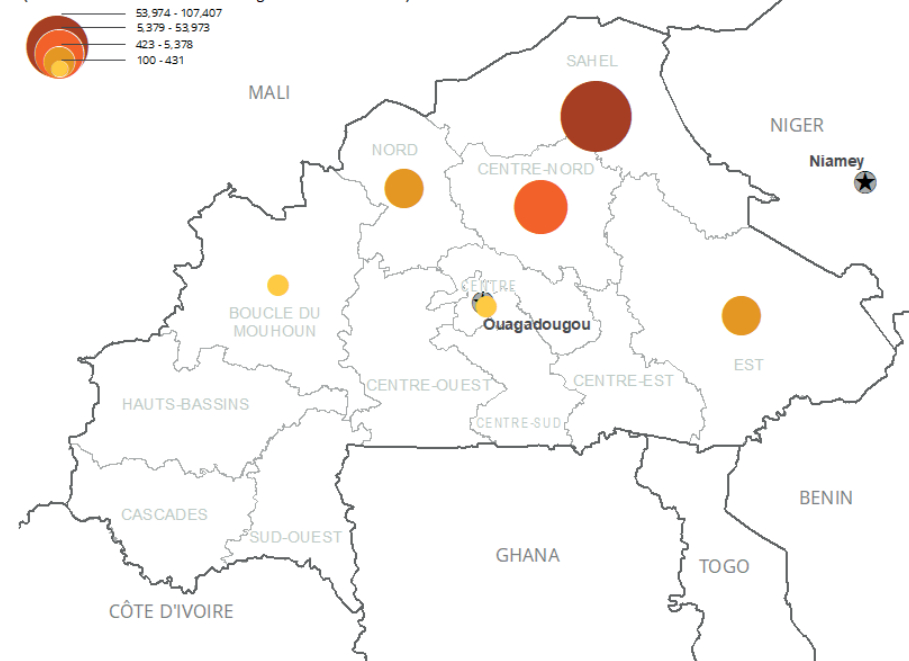 53,974 - 107,407
5,379 - 53,973
423 - 5,378
100 - 431
SAHEL
MALI
NIGER
NORD
Niamey
CENTRE-NORD
CENTRE
BOUCLE DU
MOUHOUN
Ouagadougou
EST
CENTRE-OUEST
CENTRE-EST
HAUTS-BASSINS
CENTRE-SUD
BENIN
CASCADES
SUD-OUEST
GHANA
TOGO
CÔTE D'IVOIRE